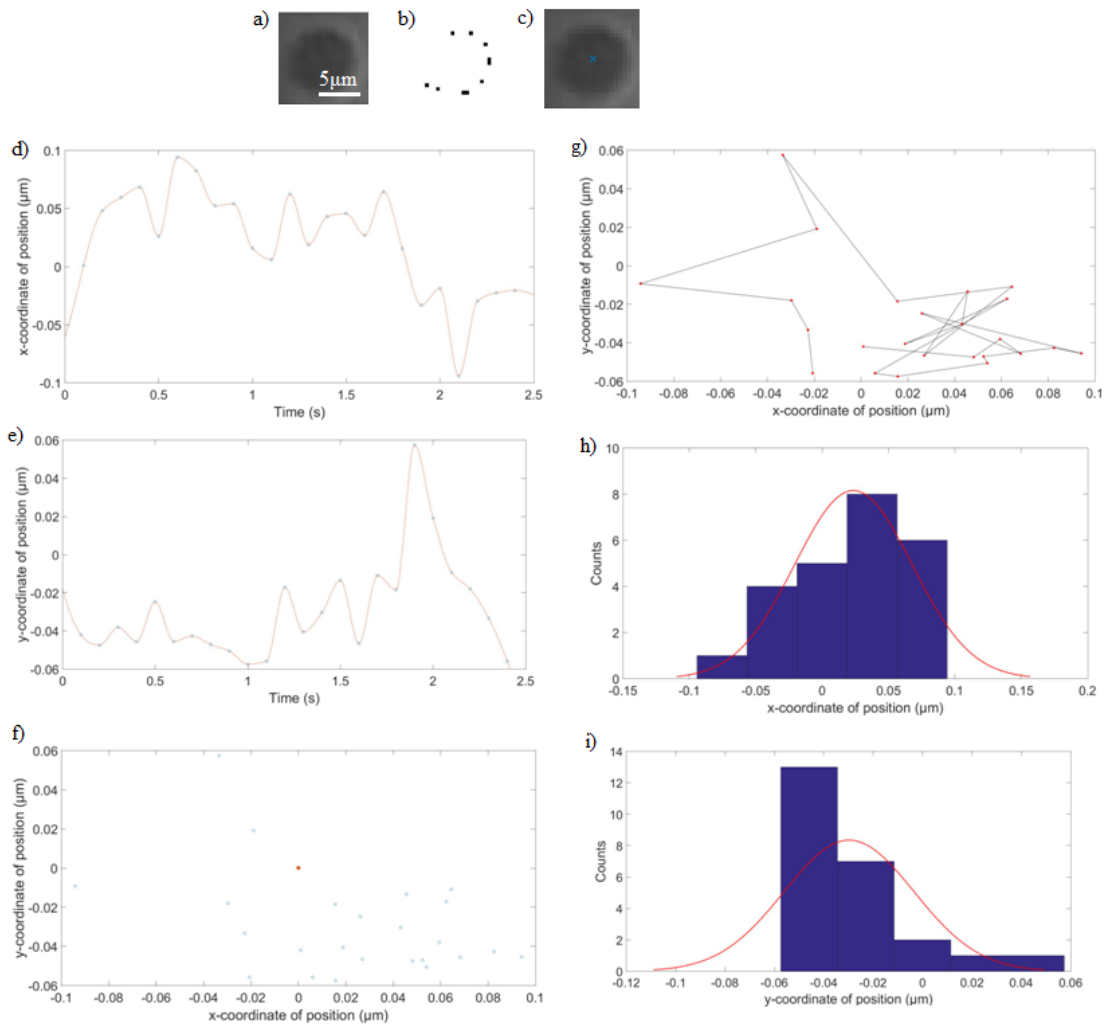 a)
b)
c)
5µm
d)
0.1
0.05
0
-0.05
-0.1
x-coordinate of position (µm)
0 0.5 1 1.5 2 2.5
Time (s)
e)
0.06
0.04
0.02
0
-0.02
-0.04
-0.06
y-coordinate of position (µm)
0 0.5 1 1.5 2 2.5
Time (s)
f)
0.06
0.04
0.02
0
-0.02
-0.04
-0.06
y-coordinate of position (µm)
-0.1 -0.08 -0.06 -0.04 -0.02 0 0.02 0.04 0.06 0.08 0.1
x-coordinate of position (µm)
g)
0.06
0.04
0.02
0
-0.02
-0.04
-0.06
y-coordinate of position (µm)
-0.1 -0.08 -0.06 -0.04 -0.02 0 0.02 0.04 0.06 0.08 0.1
x-coordinate of position (µm)
h)
10
8
6
4
2
0
Counts
-0.15 -0.1 -0.05 0 0.05 0.1 0.15 0.2
x-coordinate of position (µm)
i)
14
12
10
8
6
4
2
0
Counts
-0.12 -0.1 -0.08 -0.06 -0.04 -0.02 0 0.02 0.04 0.06
y-coordinate of position (µm)